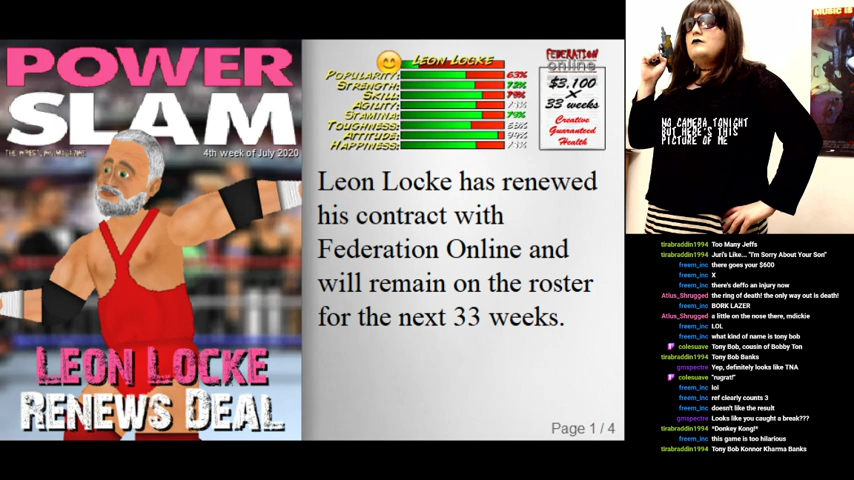 POWER
SLAM
THE WRESTLING MAGAZINE
4th week of July 2020
LEON LOCKE
RENEWS DEAL
LEON LOCKE
POPULARITY: 63%
STRENGTH: 72%
SKILL: 76%
AGILITY: 71%
STAMINA: 79%
TOUGHNESS: 68%
ATTITUDE: 94%
HAPPINESS: 71%
FEDERATION
online
$3,100
X
33 weeks
Creative
Guaranteed
Health
Leon Locke has renewed
his contract with
Federation Online and
will remain on the roster
for the next 33 weeks.
Page 1 / 4
MUSIC IS
NO CAMERA TONIGHT
BUT HERE'S THIS
PICTURE OF ME
tirabraddin1994 Too Many Jeffs
tirabraddin1994 Juri's Like... "I'm Sorry About Your Son"
freem_inc there goes your $600
freem_inc X
freem_inc there's deffo an injury now
Atlus_Shrugged the ring of death! the only way out is death!
freem_inc BORK LAZER
Atlus_Shrugged a little on the nose there, mdickie
freem_inc LOL
freem_inc what kind of name is tony bob
colesuave Tony Bob, cousin of Bobby Ton
tirabraddin1994 Tony Bob Banks
gmspectre Yep, definitely looks like TNA
colesuave "rugrat!"
freem_inc lol
freem_inc ref clearly counts 3
freem_inc doesn't like the result
gmspectre Looks like you caught a break???
tirabraddin1994 *Donkey Kong!*
freem_inc this game is too hilarious
tirabraddin1994 Tony Bob Konnor Kharma Banks